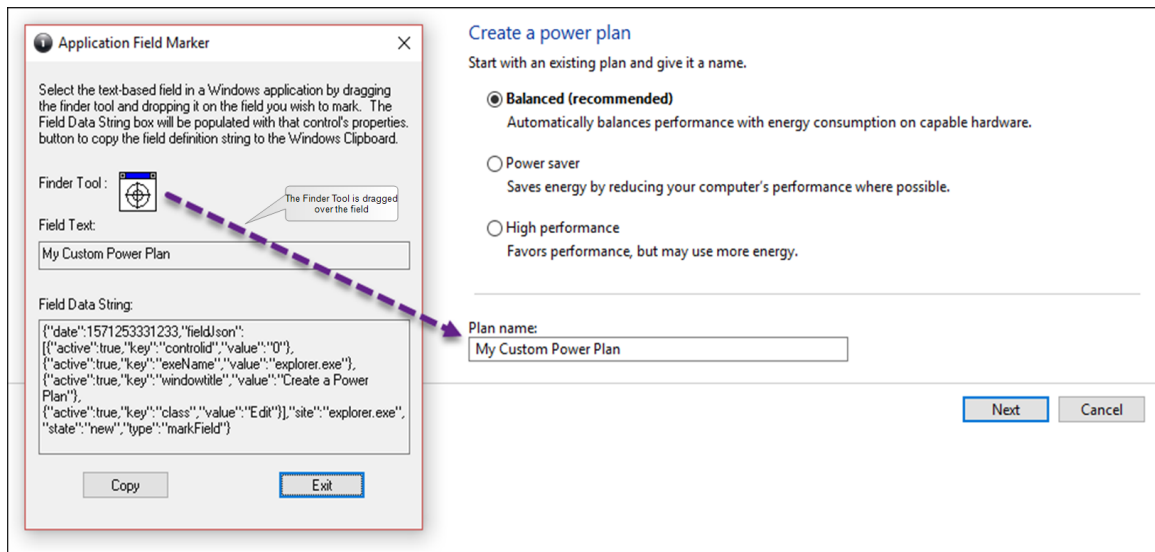 Application Field Marker
Select the text-based field in a Windows application by dragging
the finder tool and dropping it on the field you wish to mark. The
Field Data String box will be populated with that control's properties.
button to copy the field definition string to the Windows Clipboard.
Finder Tool :
The Finder Tool is dragged
over the field
Field Text:
My Custom Power Plan
Field Data String:
{"date":1571253331233,"fieldJson":
[{"active":true,"key":"controlid","value":"0"},
{"active":true,"key":"exeName","value":"explorer.exe"},
{"active":true,"key":"windowtitle","value":"Create a Power
Plan"},
{"active":true,"key":"class","value":"Edit"}],"site":"explorer.exe",
"state":"new","type":"markField"}
Copy
Exit
Create a power plan
Start with an existing plan and give it a name.
Balanced (recommended)
Automatically balances performance with energy consumption on capable hardware.
Power saver
Saves energy by reducing your computer's performance where possible.
High performance
Favors performance, but may use more energy.
Plan name:
My Custom Power Plan
Next
Cancel